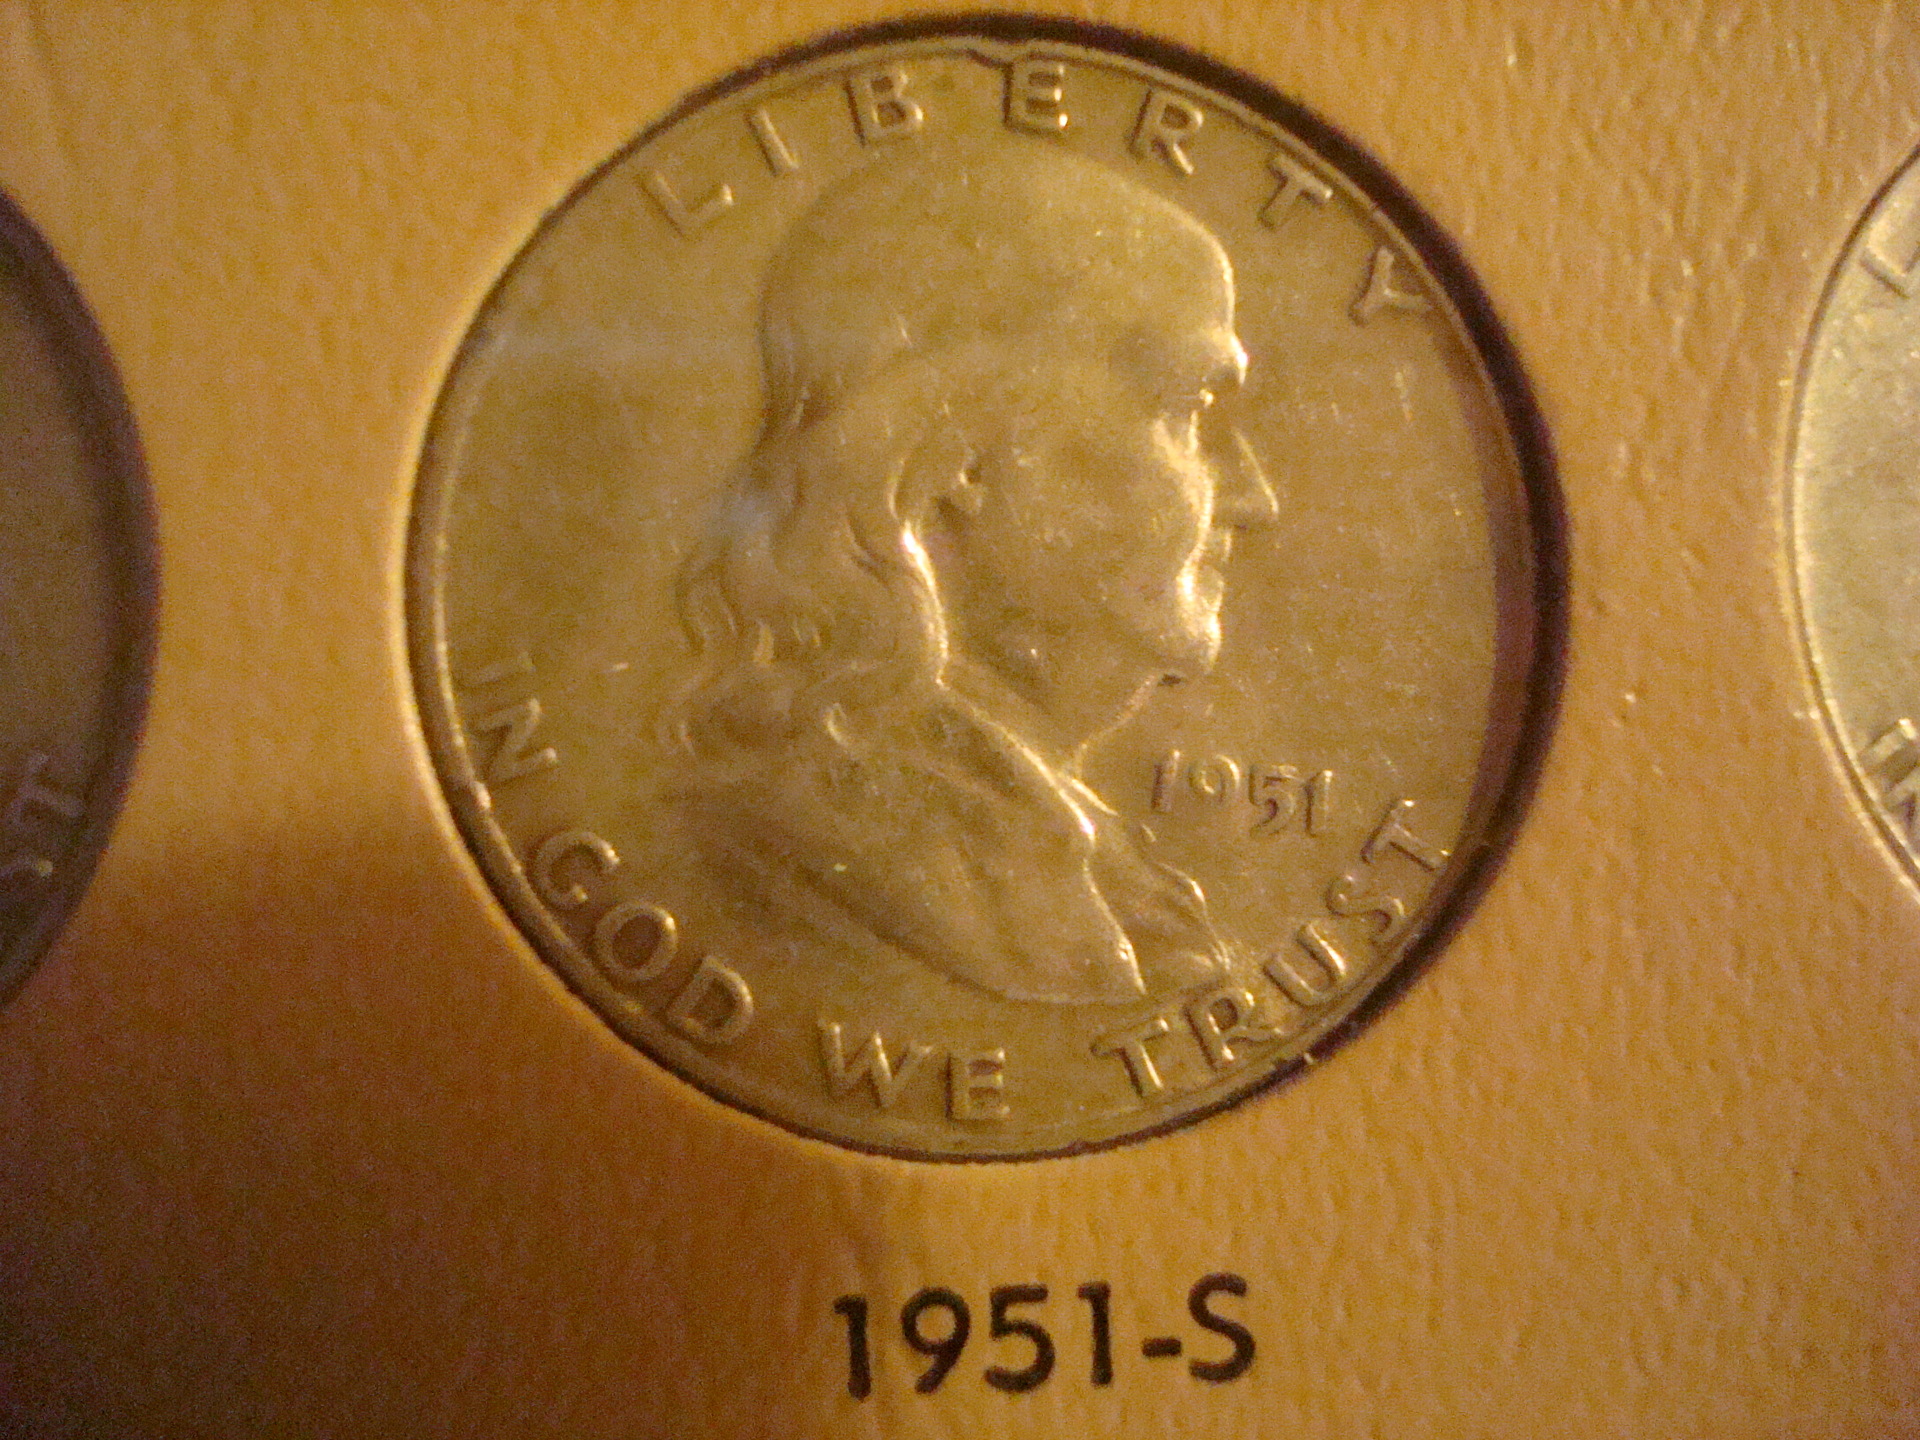 LIBERTY
1951
IN GOD WE TRUST
1951-S